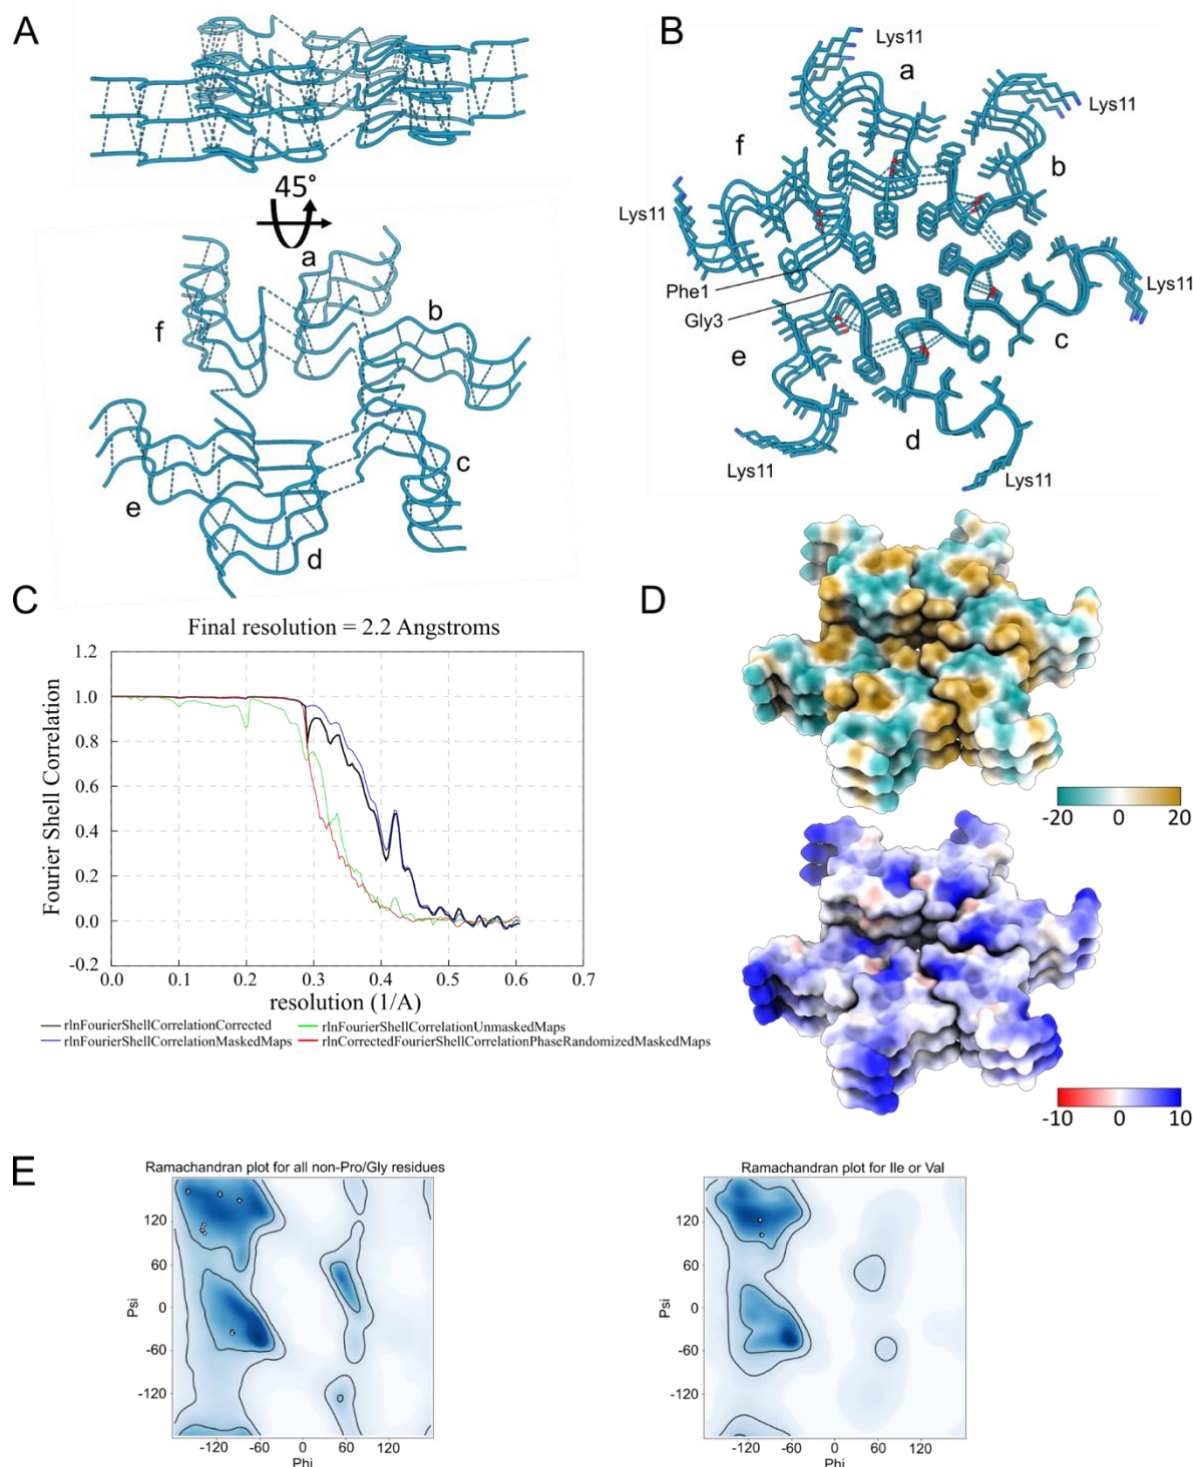 A
45°
a
b
c
d
e
f
B
Lys11
a
Lys11
b
f
Lys11
Phe1
Gly3
Lys11
c
e
d
Lys11
Lys11
C
Final resolution = 2.2 Angstroms
Fourier Shell Correlation
1.2
1.0
0.8
0.6
0.4
0.2
0.0
-0.2
0.0 0.1 0.2 0.3 0.4 0.5 0.6 0.7
resolution (1/A)
rlnFourierShellCorrelationCorrected
rlnFourierShellCorrelationUnmaskedMaps
rlnFourierShellCorrelationMaskedMaps
rlnCorrectedFourierShellCorrelationPhaseRandomizedMaskedMaps
D
-20 0 20
-10 0 10
E
Ramachandran plot for all non-Pro/Gly residues
Psi
120
60
0
-60
-120
-120 -60 0 60 120
Phi
Ramachandran plot for Ile or Val
Psi
120
60
0
-60
-120
-120 -60 0 60 120
Phi